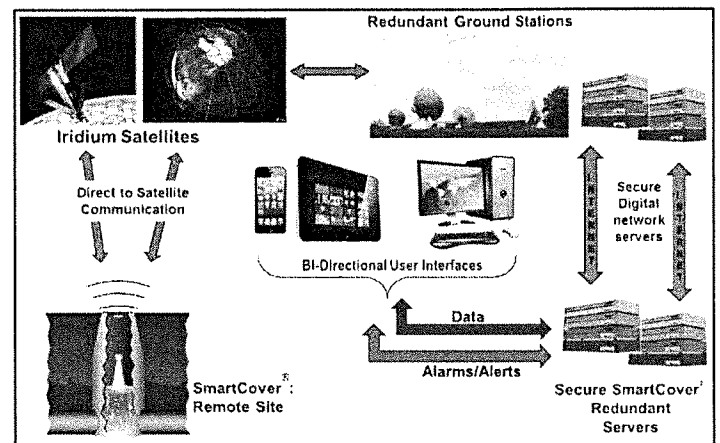 Redundant Ground Stations
Iridium Satellites
Direct to Satellite
Communication
INTERNET
Secure
Digital
network
servers
INTERNET
BI-Directional User Interfaces
Data
Alarms/Alerts
SmartCover®:
Remote Site
Secure SmartCover
Redundant
Servers